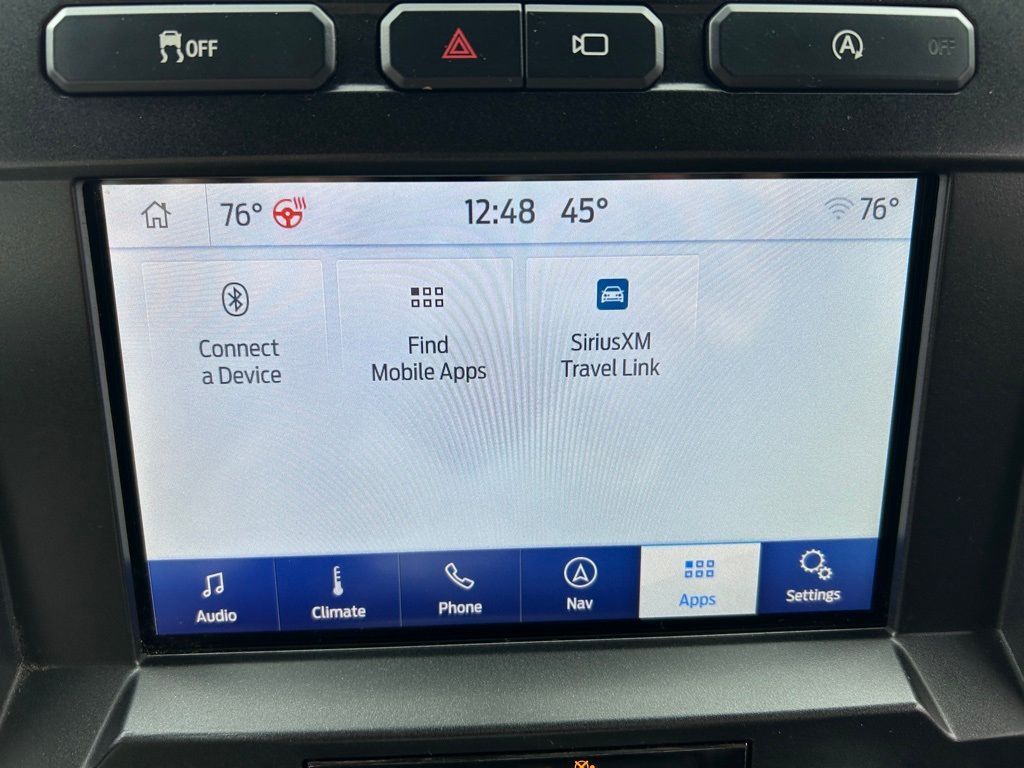 OFF
A OFF
76° 12:48 45° 76°
Connect
a Device
Find
Mobile Apps
SiriusXM
Travel Link
Audio
Climate
Phone
Nav
Apps
Settings